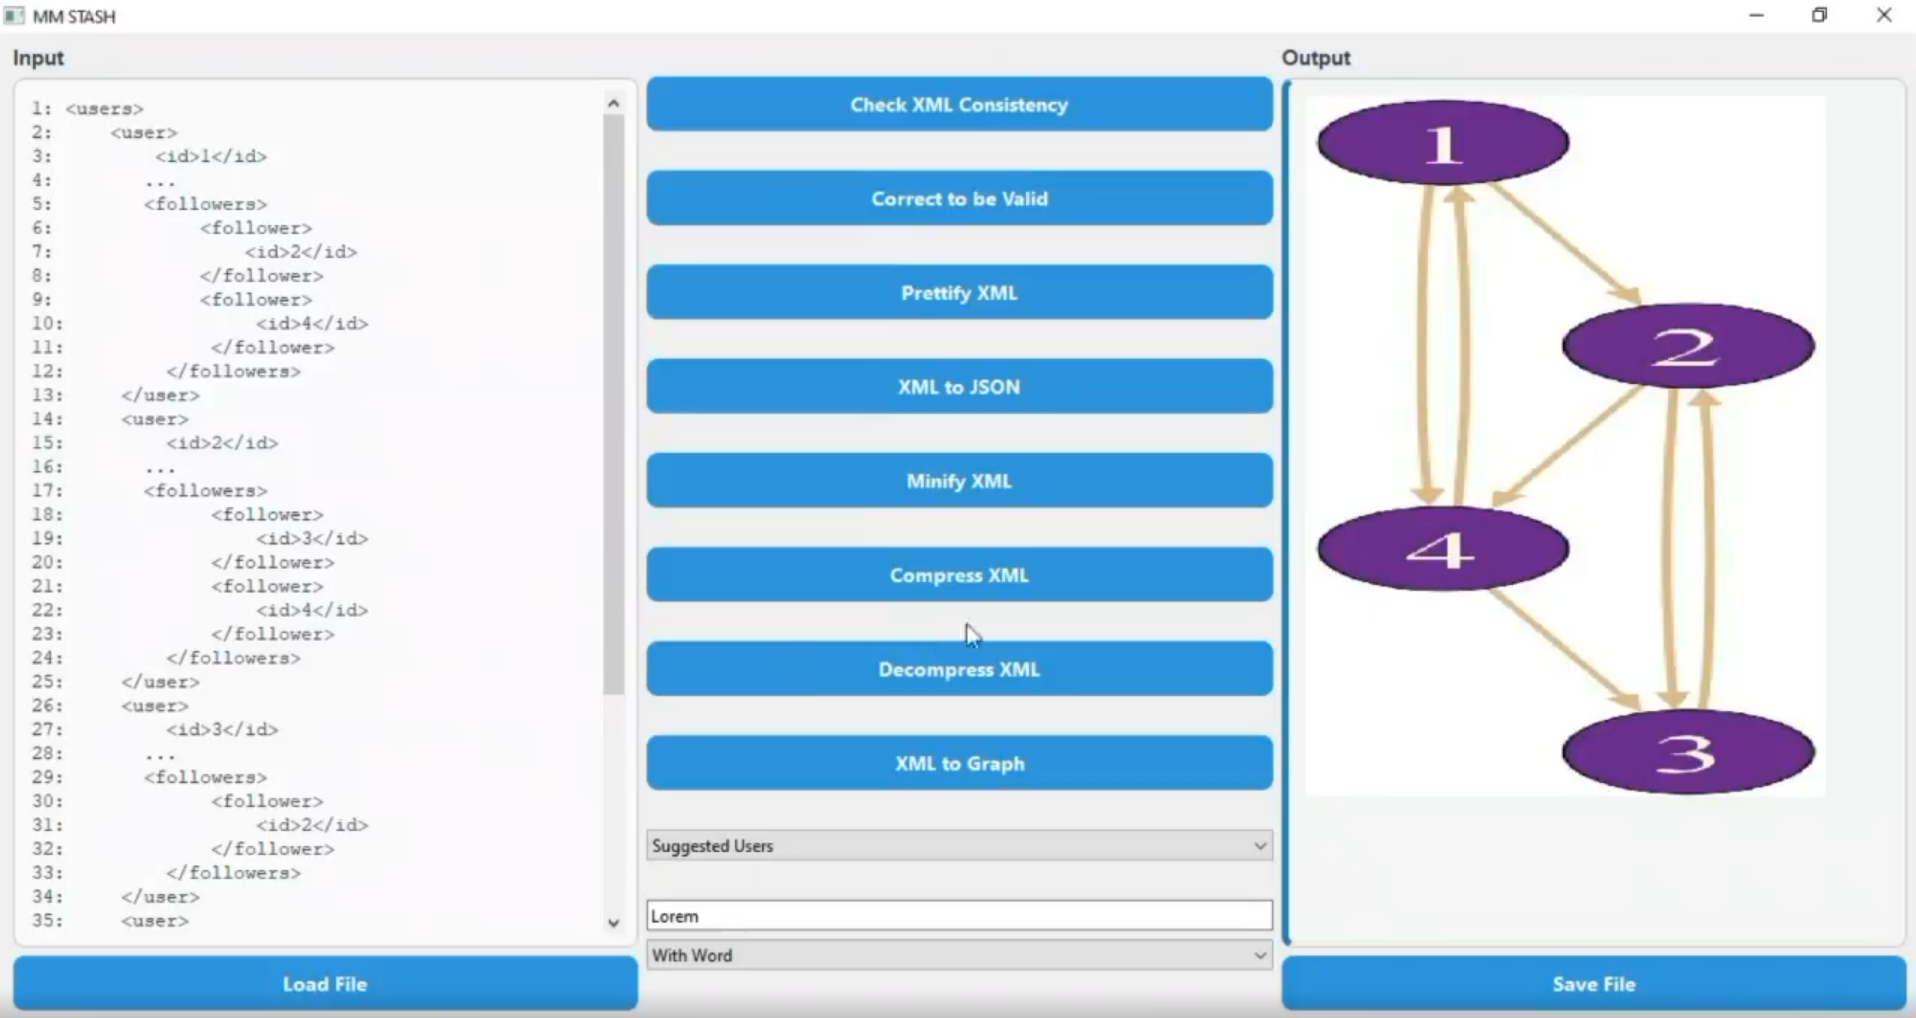 MM STASH
Input
1: <users>
2: <user>
3: <id>1</id>
4: ...
5: <followers>
6: <follower>
7: <id>2</id>
8: </follower>
9: <follower>
10: <id>4</id>
11: </follower>
12: </followers>
13: </user>
14: <user>
15: <id>2</id>
16: ...
17: <followers>
18: <follower>
19: <id>3</id>
20: </follower>
21: <follower>
22: <id>4</id>
23: </follower>
24: </followers>
25: </user>
26: <user>
27: <id>3</id>
28: ...
29: <followers>
30: <follower>
31: <id>2</id>
32: </follower>
33: </followers>
34: </user>
35: <user>
Load File
Check XML Consistency
Correct to be Valid
Prettify XML
XML to JSON
Minify XML
Compress XML
Decompress XML
XML to Graph
Suggested Users
Lorem
With Word
Output
1
2
4
3
Save File